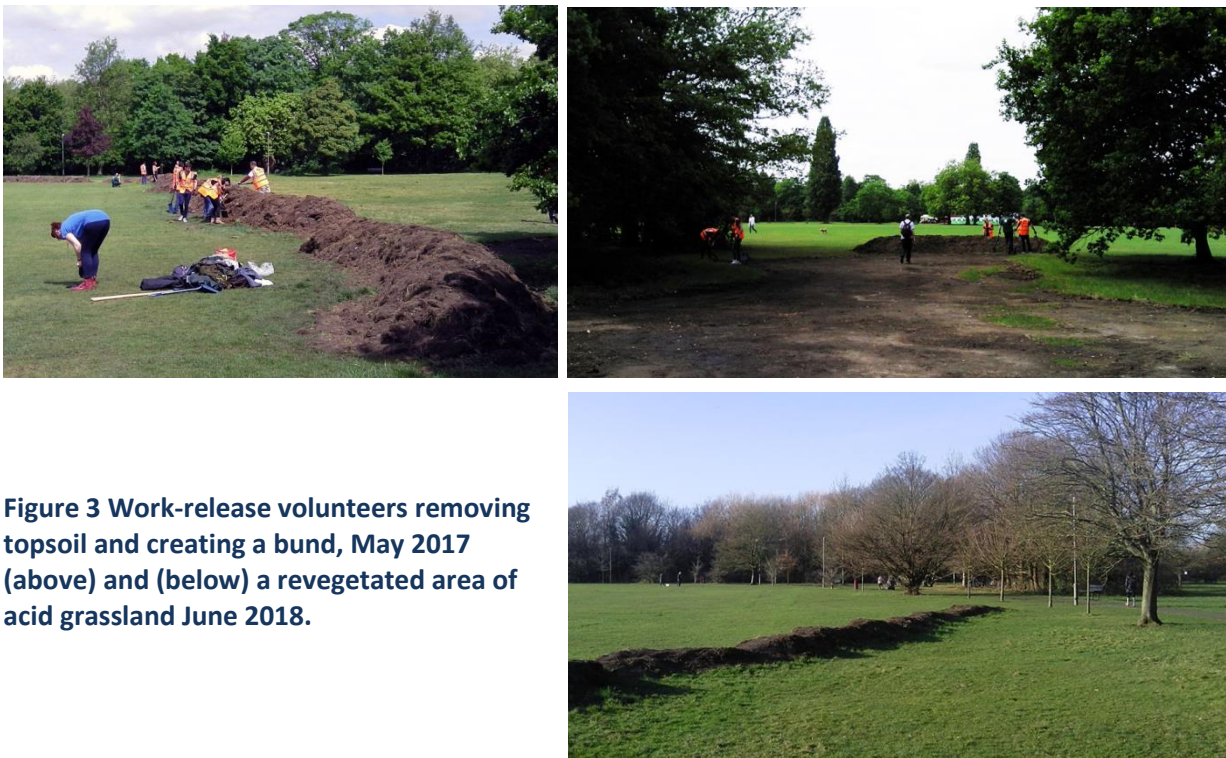 Figure 3 Work-release volunteers removing
topsoil and creating a bund, May 2017
(above) and (below) a revegetated area of
acid grassland June 2018.